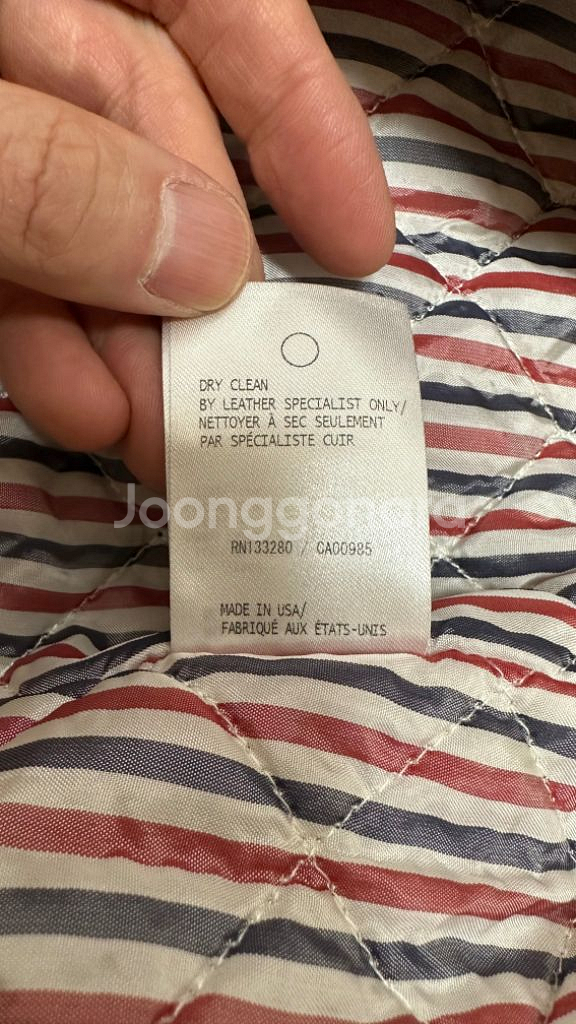 DRY CLEAN
BY LEATHER SPECIALIST ONLY/
NETTOYER À SEC SEULEMENT
PAR SPÉCIALISTE CUIR
Joonggonara
RN133280 / CA00985
MADE IN USA/
FABRIQUÉ AUX ÉTATS-UNIS